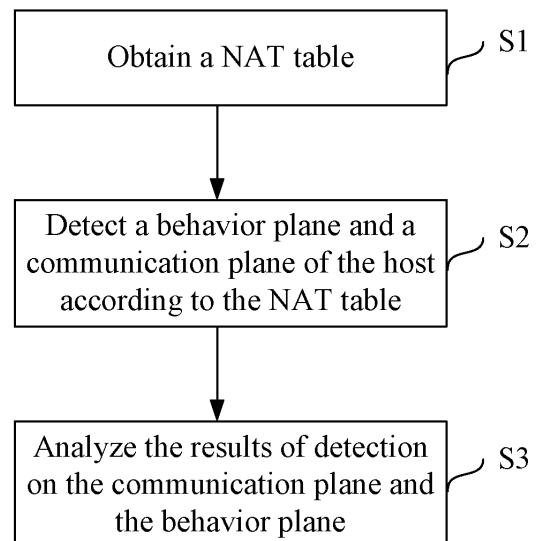 Obtain a NAT table
S1
Detect a behavior plane and a
communication plane of the host
according to the NAT table
S2
Analyze the results of detection
on the communication plane and
the behavior plane
S3